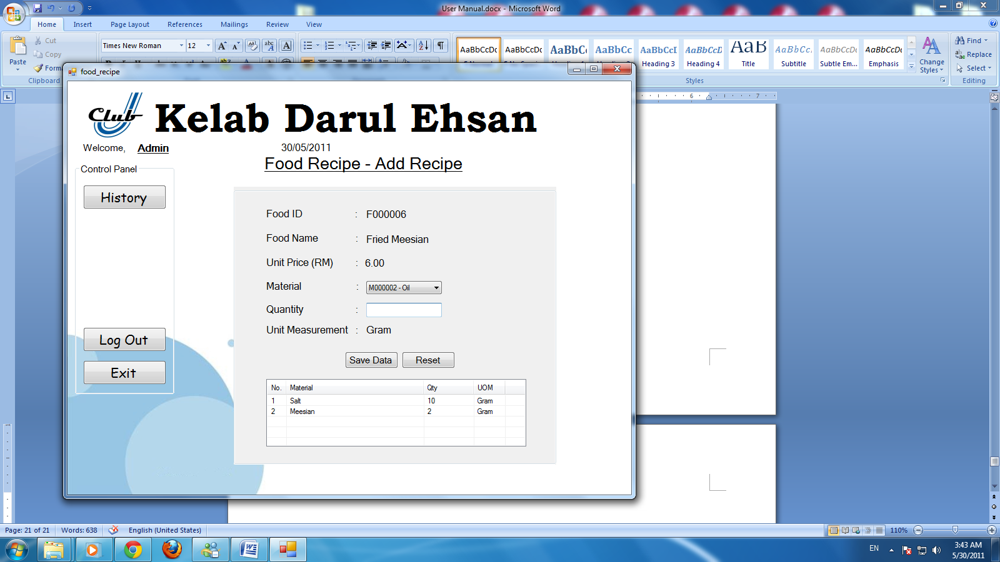 User Manual.docx - Microsoft Word
Home Insert Page Layout References Mailings Review View
Cut
Copy
Paste
Clipboard
Times New Roman 12
AaBbCcDc AaBbCcDc AaBbC AaBbCc AaBbCcI AaBbCcD AaB AaBbCc. AaBbCcDc AaBbCcDc
Heading 3 Heading 4 Title Subtitle Subtle Em... Emphasis
Change
Styles
Styles
Find
Replace
Select
Editing
6 7
food_recipe
Club Kelab Darul Ehsan
Welcome, Admin 30/05/2011
Food Recipe - Add Recipe
Control Panel
History
Log Out
Exit
Food ID : F000006
Food Name : Fried Meesian
Unit Price (RM) : 6.00
Material : M000002 - Oil
Quantity :
Unit Measurement : Gram
Save Data Reset
No. Material Qty UOM
1 Salt 10 Gram
2 Meesian 2 Gram
Page: 21 of 21 Words: 638 English (United States) 110%
EN 3:43 AM
5/30/2011